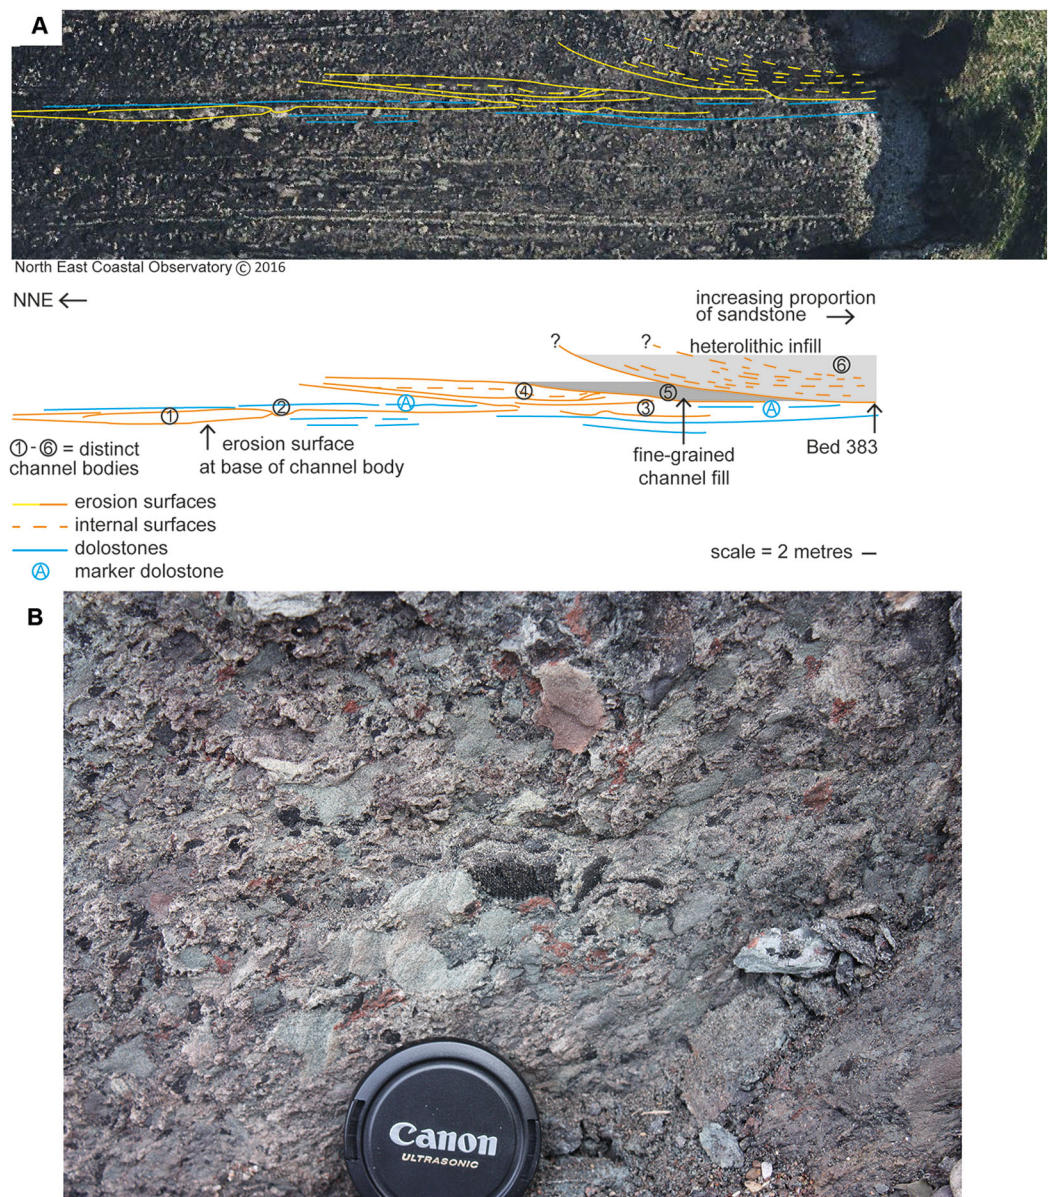 A
North East Coastal Observatory © 2016
NNE
increasing proportion
of sandstone
? ? heterolithic infill
⑥
④ ⑤
Ⓐ Ⓐ
① ② ③
①-⑥ = distinct
channel bodies
erosion surface
at base of channel body
fine-grained
channel fill
Bed 383
erosion surfaces
internal surfaces
dolostones
Ⓐ marker dolostone
scale = 2 metres
B
Canon
ULTRASONIC